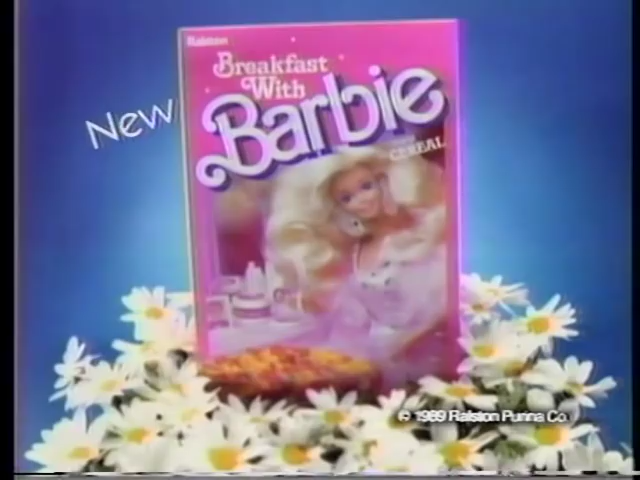 Ralston
Breakfast
With
Barbie
CEREAL
New
© 1989 Ralston Purina Co.